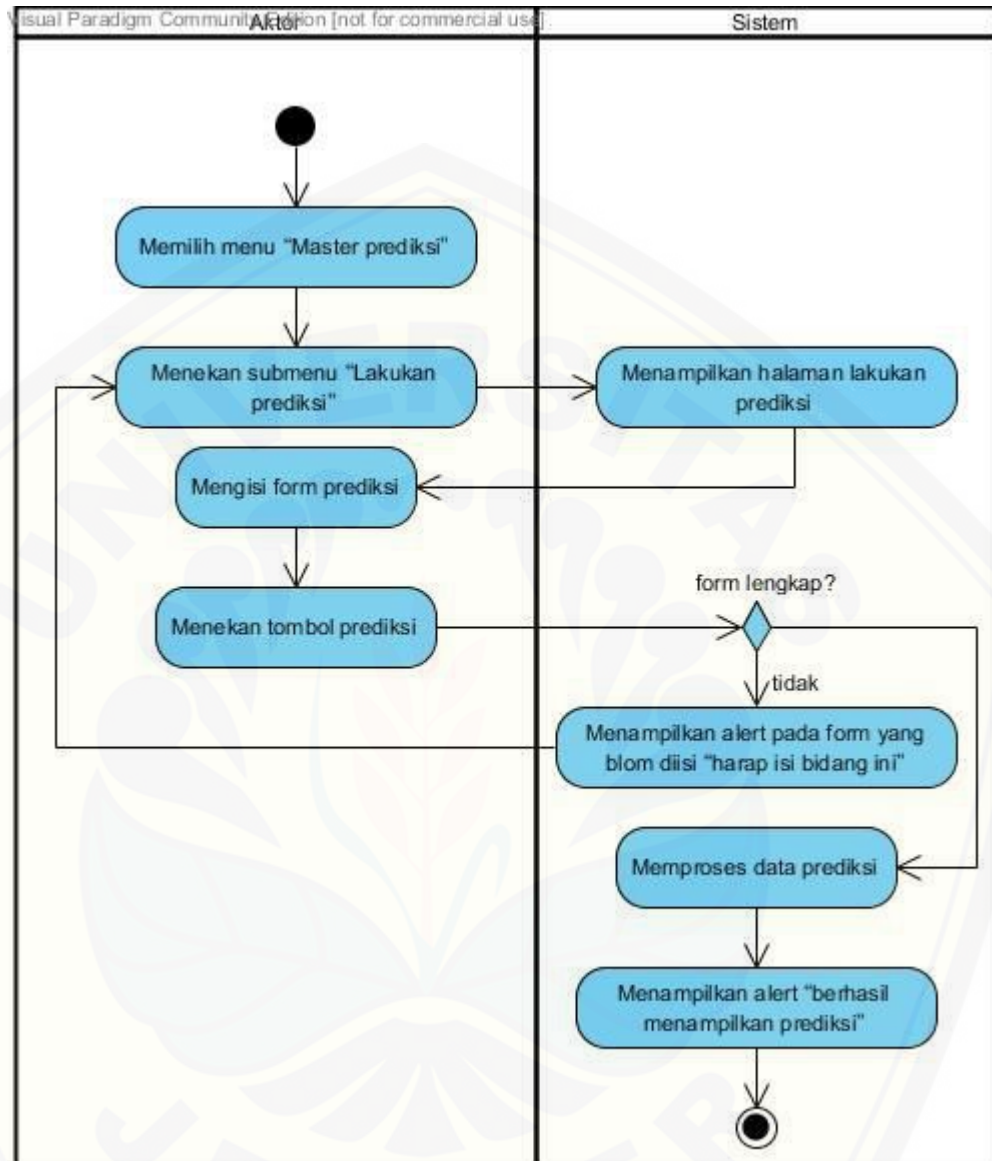 Visual Paradigm Community Edition [not for commercial use]
Aktor
Sistem
Memilih menu “Master prediksi”
Menekan submenu “Lakukan
prediksi”
Menampilkan halaman lakukan
prediksi
Mengisi form prediksi
form lengkap?
Menekan tombol prediksi
tidak
Menampilkan alert pada form yang
blom diisi “harap isi bidang ini”
Memproses data prediksi
Menampilkan alert “berhasil
menampilkan prediksi”
UNIVERSITAS